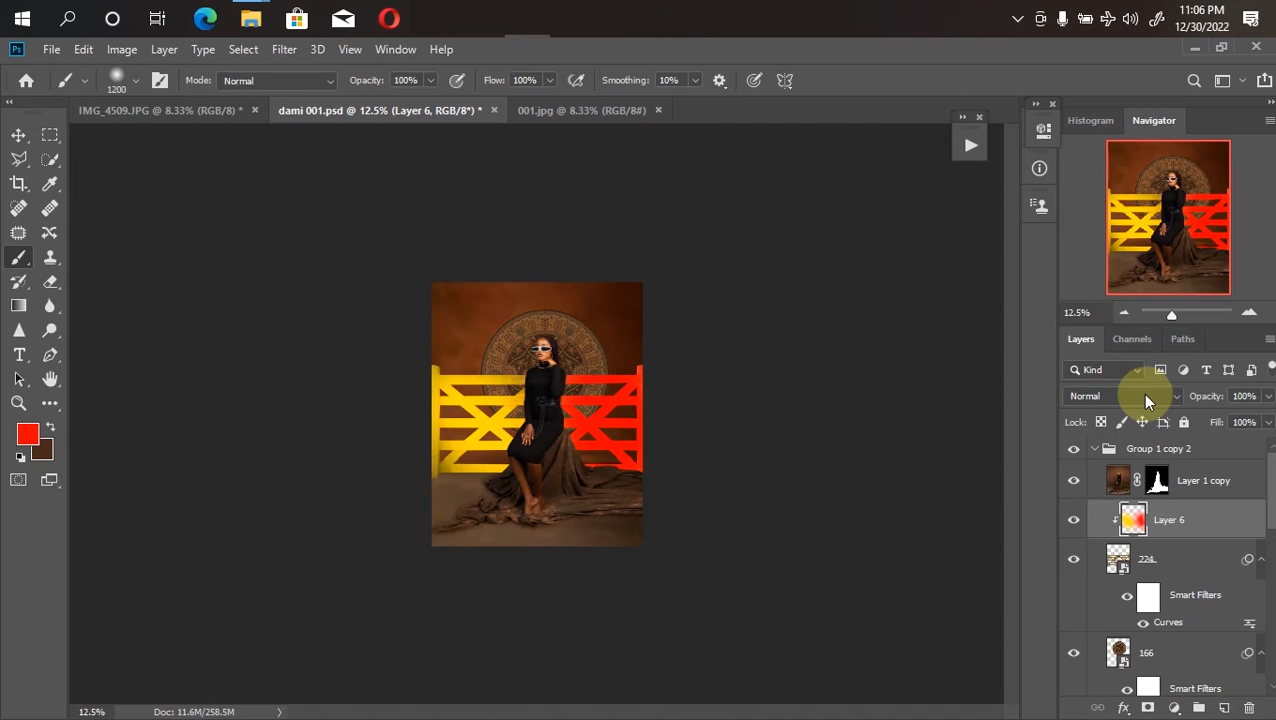 11:06 PM
12/30/2022
Ps File Edit Image Layer Type Select Filter 3D View Window Help
1200 Mode: Normal Opacity: 100% Flow: 100% Smoothing: 10%
IMG_4509.JPG @ 8.33% (RGB/8) * dami 001.psd @ 12.5% (Layer 6, RGB/8*) * 001.jpg @ 8.33% (RGB/8#)
Histogram Navigator
12.5%
Layers Channels Paths
Kind
Normal Opacity: 100%
Lock: Fill: 100%
Group 1 copy 2
Layer 1 copy
Layer 6
224
Smart Filters
Curves
166
Smart Filters
12.5% Doc: 11.6M/258.5M